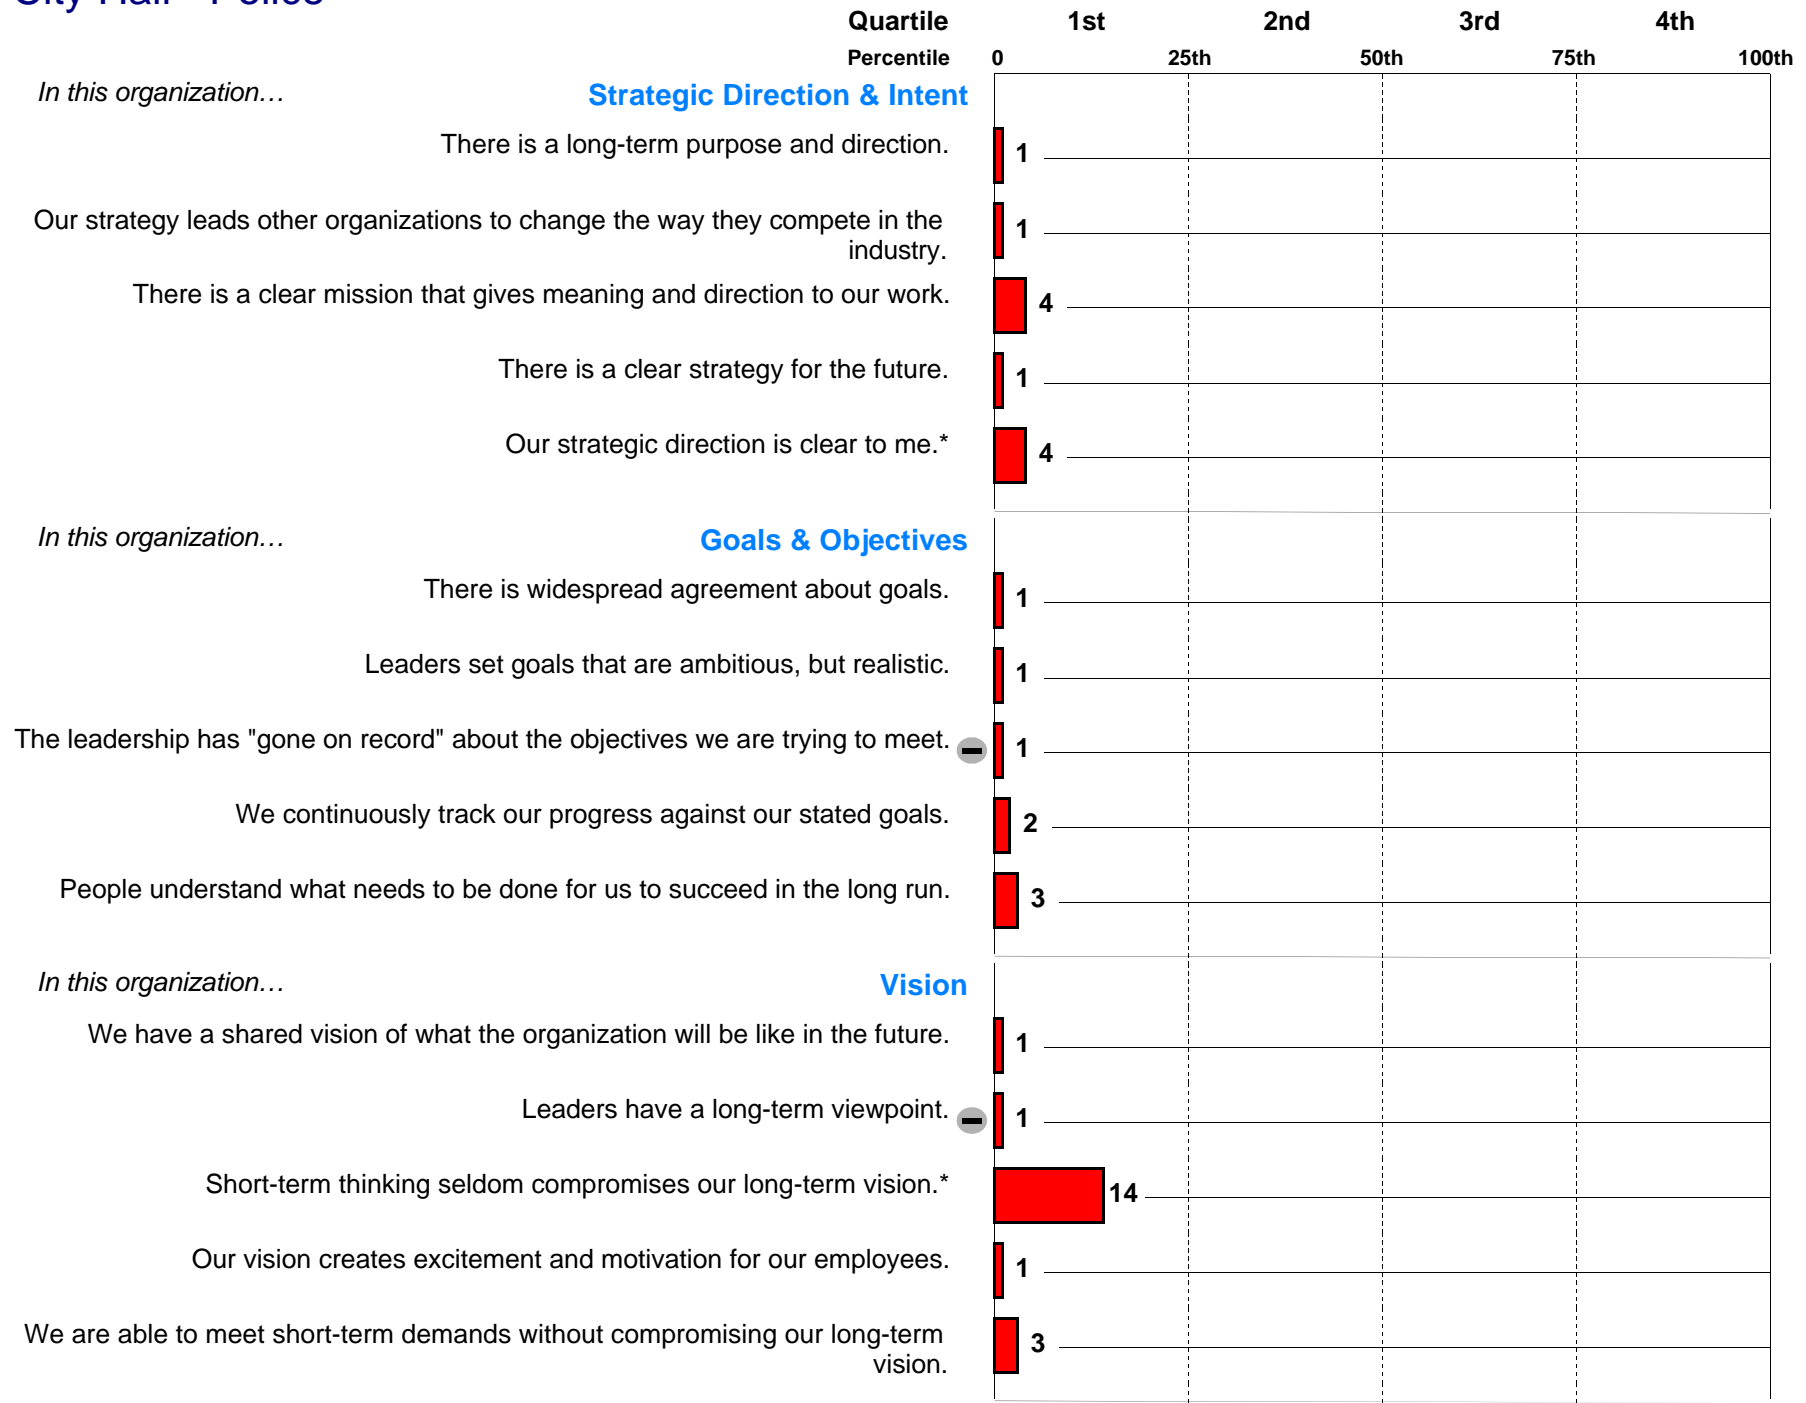 Quartile 1st 2nd 3rd 4th
Percentile 0 25th 50th 75th 100th
In this organization… Strategic Direction & Intent
There is a long-term purpose and direction. 1
Our strategy leads other organizations to change the way they compete in the
industry. 1
There is a clear mission that gives meaning and direction to our work. 4
There is a clear strategy for the future. 1
Our strategic direction is clear to me.* 4
In this organization… Goals & Objectives
There is widespread agreement about goals. 1
Leaders set goals that are ambitious, but realistic. 1
The leadership has "gone on record" about the objectives we are trying to meet. 1
We continuously track our progress against our stated goals. 2
People understand what needs to be done for us to succeed in the long run. 3
In this organization… Vision
We have a shared vision of what the organization will be like in the future. 1
Leaders have a long-term viewpoint. 1
Short-term thinking seldom compromises our long-term vision.* 14
Our vision creates excitement and motivation for our employees. 1
We are able to meet short-term demands without compromising our long-term
vision. 3